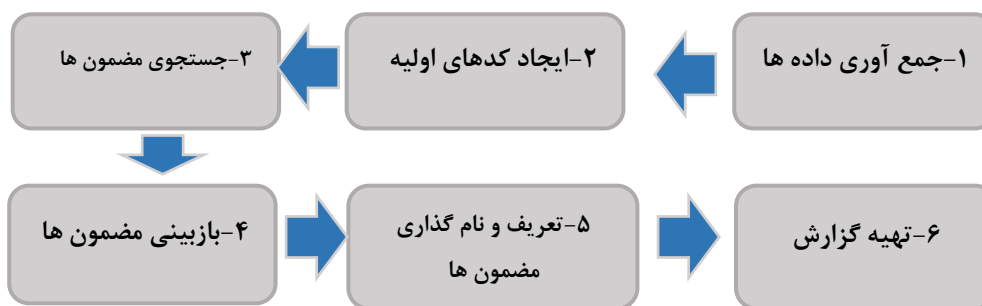 ۱-جمع آوری داده ها
۲-ایجاد کدهای اولیه
۳-جستجوی مضمون ها
۴-بازبینی مضمون ها
۵-تعریف و نام گذاری
مضمون ها
۶-تهیه گزارش